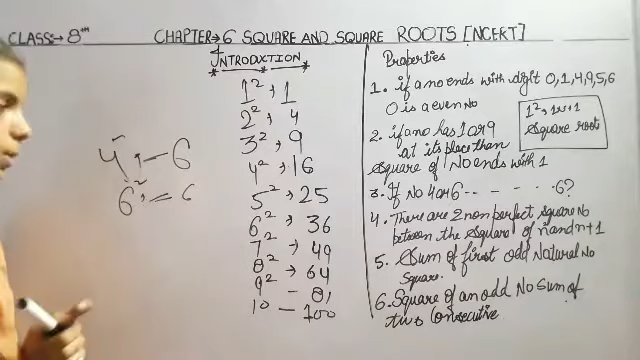 CLASS→ 8th CHAPTER→ 6 SQUARE AND SQUARE ROOTS [NCERT]
INTRODUCTION
1² → 1
2² → 4
3² → 9
4² → 16
5² → 25
6² → 36
7² → 49
8² → 64
9² – 81
10² – 100
4 – 6
6² = 6
Properties
1. if a no ends with digit 0,1,4,9,5,6
0 is a even No
1²,
Square root
2. if a no has 1 or 9
at its place than
Square of No ends with 1
3. If No 4 or 6 - - - - - - 6?
4. There are 2 non perfect square No
between the square of n and n+1
5. Sum of first odd Natural No
Square.
6. Square of an odd No Sum of
two Consecutive